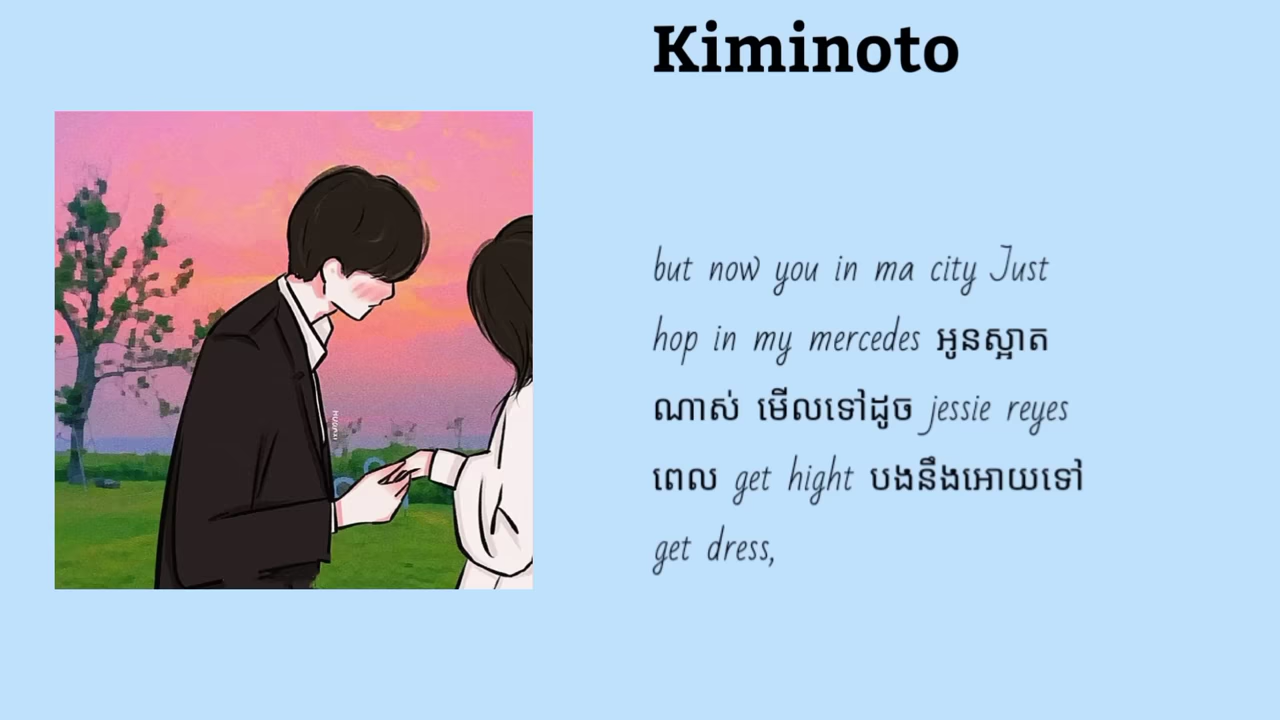 Kiminoto
but now you in ma city Just
hop in my mercedes អូនស្អាត
ណាស់ មើលទៅដូច jessie reyes
ពេល get hight បងនឹងអោយទៅ
get dress,